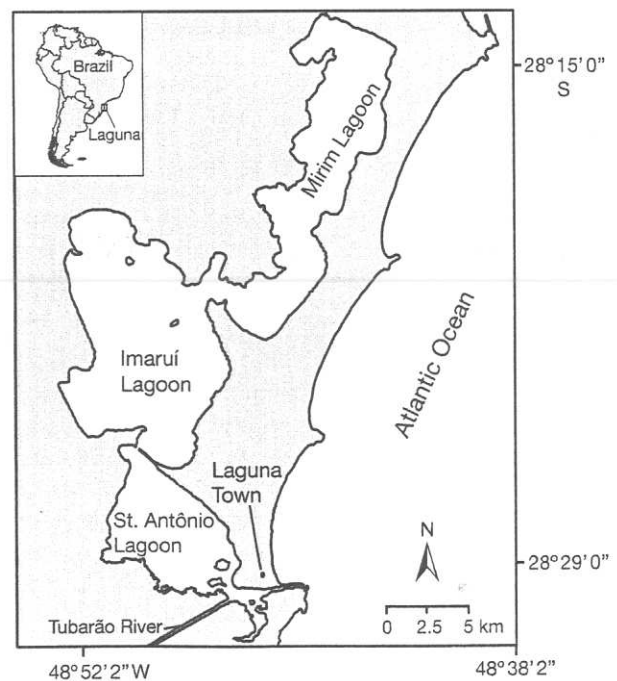 Brazil
Laguna
28°15'0"
S
Mirim Lagoon
Imaruí
Lagoon
Atlantic Ocean
Laguna
Town
St. Antônio
Lagoon
N
28°29'0"
0 2.5 5 km
Tubarão River
48°52'2"W
48°38'2"